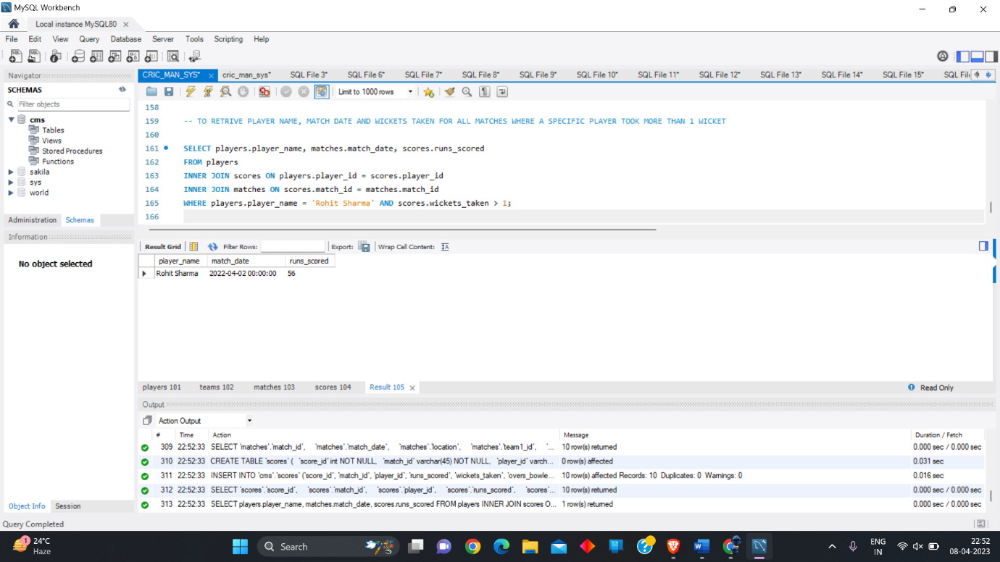 MySQL Workbench
Local instance MySQL80
File Edit View Query Database Server Tools Scripting Help
Navigator
SCHEMAS
Filter objects
cms
Tables
Views
Stored Procedures
Functions
sakila
sys
world
Administration Schemas
Information
No object selected
Object Info Session
CRIC_MAN_SYS* cric_man_sys* SQL File 3* SQL File 6* SQL File 7* SQL File 8* SQL File 9* SQL File 10* SQL File 11* SQL File 12* SQL File 13* SQL File 14* SQL File 15* SQL Fil
Limit to 1000 rows
158
159 -- TO RETRIVE PLAYER NAME, MATCH DATE AND WICKETS TAKEN FOR ALL MATCHES WHERE A SPECIFIC PLAYER TOOK MORE THAN 1 WICKET
160
161 SELECT players.player_name, matches.match_date, scores.runs_scored
162 FROM players
163 INNER JOIN scores ON players.player_id = scores.player_id
164 INNER JOIN matches ON scores.match_id = matches.match_id
165 WHERE players.player_name = 'Rohit Sharma' AND scores.wickets_taken > 1;
166
Result Grid Filter Rows: Export: Wrap Cell Content:
player_name match_date runs_scored
Rohit Sharma 2022-04-02 00:00:00 56
players 101 teams 102 matches 103 scores 104 Result 105 Read Only
Output
Action Output
# Time Action Message Duration / Fetch
309 22:52:33 SELECT `matches`.`match_id`, `matches`.`match_date`, `matches`.`location`, `matches`.`team1_id`, `... 10 row(s) returned 0.000 sec / 0.000 sec
310 22:52:33 CREATE TABLE `scores` ( `score_id` int NOT NULL, `match_id` varchar(45) NOT NULL, `player_id` varch... 0 row(s) affected 0.031 sec
311 22:52:33 INSERT INTO `cms`.`scores` (`score_id`, `match_id`, `player_id`, `runs_scored`, `wickets_taken`, `overs_bowle... 10 row(s) affected Records: 10 Duplicates: 0 Warnings: 0 0.016 sec
312 22:52:33 SELECT `scores`.`score_id`, `scores`.`match_id`, `scores`.`player_id`, `scores`.`runs_scored`, `scores`... 10 row(s) returned 0.000 sec / 0.000 sec
313 22:52:33 SELECT players.player_name, matches.match_date, scores.runs_scored FROM players INNER JOIN scores O... 1 row(s) returned 0.000 sec / 0.000 sec
Query Completed
1
24°C
Haze
Search
ENG
IN
22:52
08-04-2023